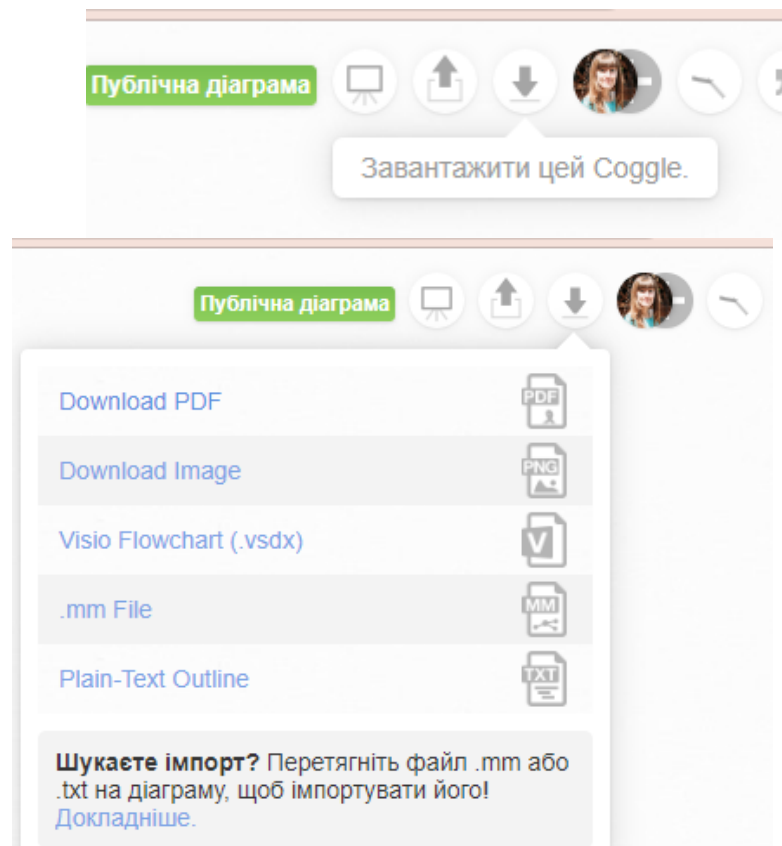 Публічна діаграма
Завантажити цей Coggle.
Публічна діаграма
Download PDF
PDF
Download Image
PNG
Visio Flowchart (.vsdx)
V
.mm File
MM
Plain-Text Outline
TXT
Шукаєте імпорт? Перетягніть файл .mm або
.txt на діаграму, щоб імпортувати його!
Докладніше.